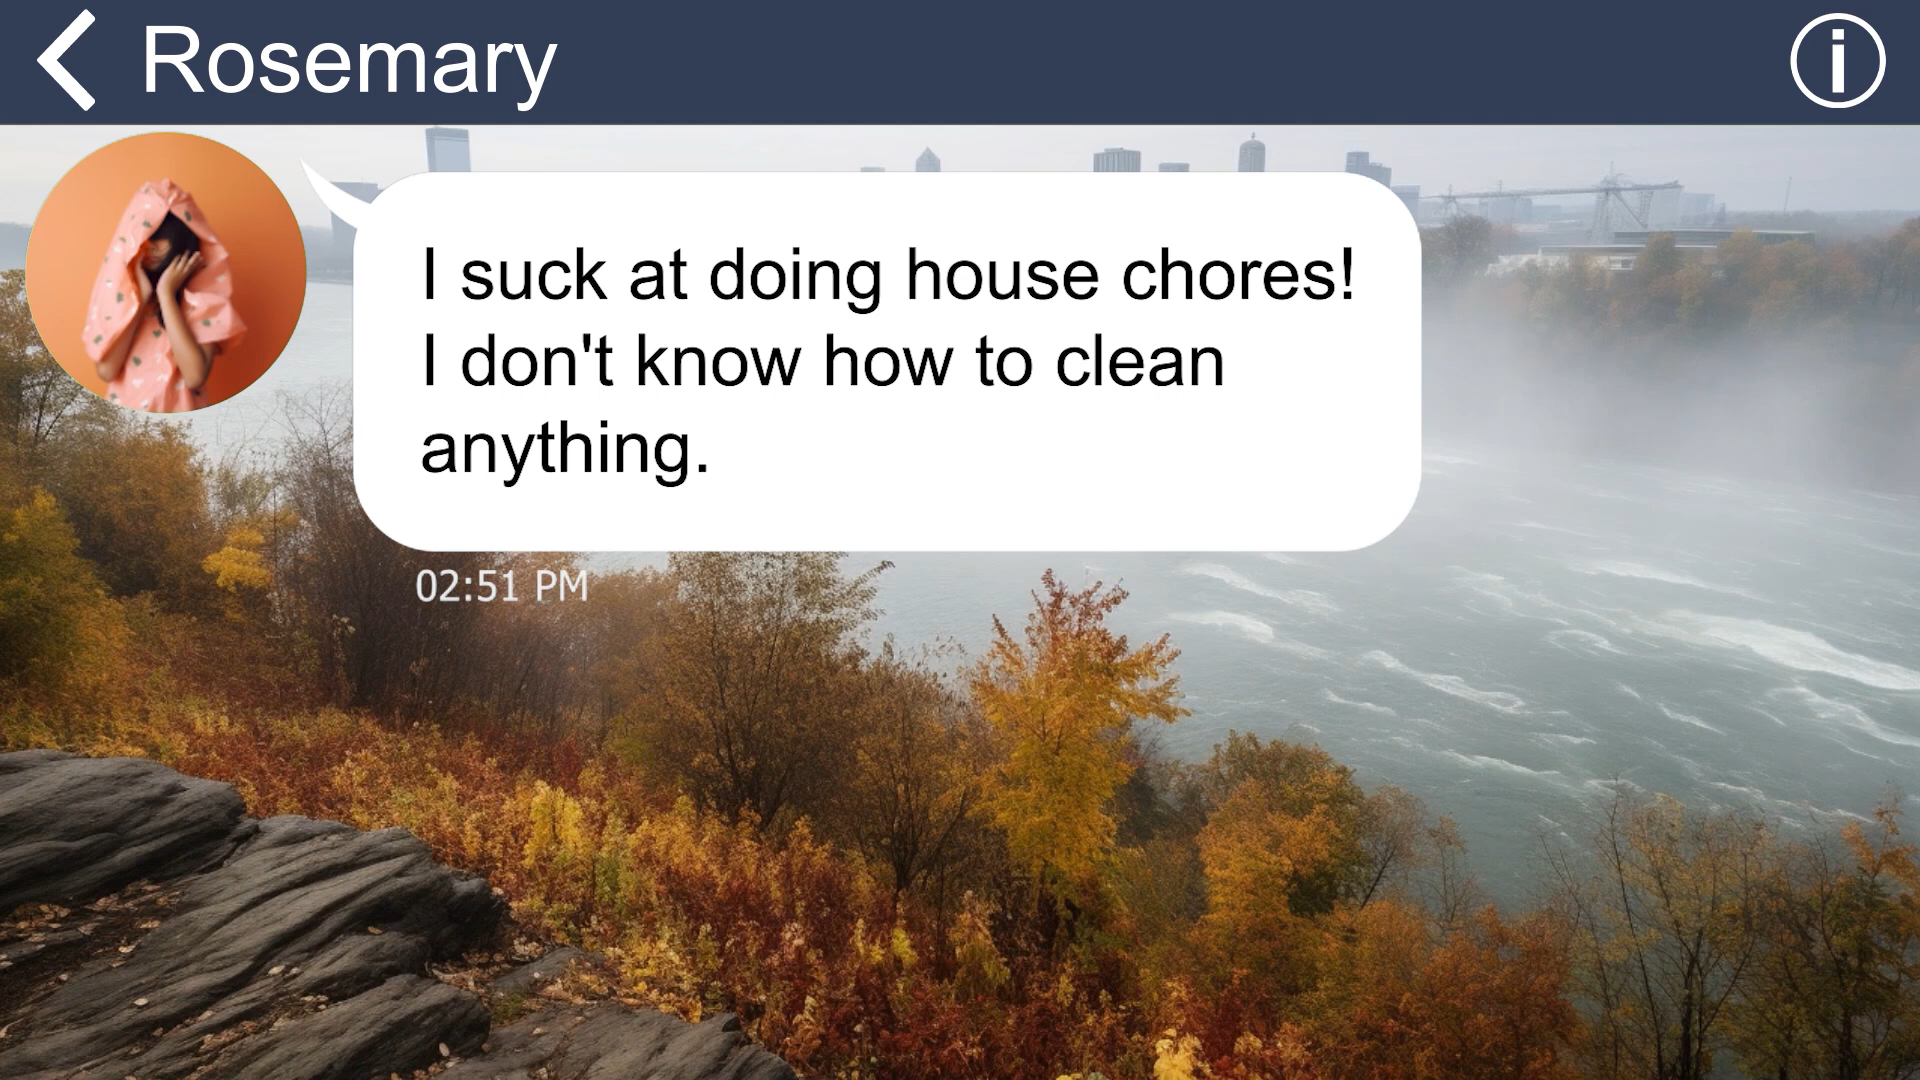 Rosemary
I suck at doing house chores!
I don't know how to clean
anything.
02:51 PM